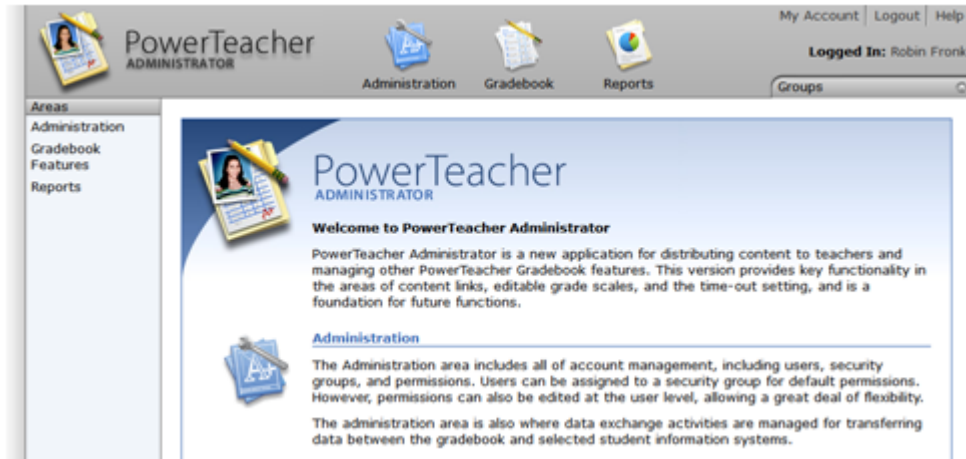 My Account Logout Help
PowerTeacher
ADMINISTRATOR
Logged In: Robin Fronk
Administration Gradebook Reports
Groups
Areas
Administration
Gradebook
Features
Reports
PowerTeacher
ADMINISTRATOR
Welcome to PowerTeacher Administrator
PowerTeacher Administrator is a new application for distributing content to teachers and
managing other PowerTeacher Gradebook features. This version provides key functionality in
the areas of content links, editable grade scales, and the time-out setting, and is a
foundation for future functions.
Administration
The Administration area includes all of account management, including users, security
groups, and permissions. Users can be assigned to a security group for default permissions.
However, permissions can also be edited at the user level, allowing a great deal of flexibility.
The administration area is also where data exchange activities are managed for transferring
data between the gradebook and selected student information systems.